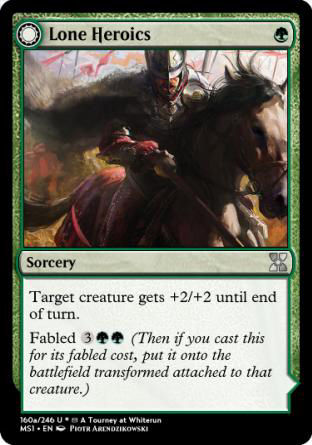 Lone Heroics
Sorcery
Target creature gets +2/+2 until end
of turn.
Fabled 3 (Then if you cast this
for its fabled cost, put it onto the
battlefield transformed attached to that
creature.)
160a/246 U * A Tourney at Whiterun
MS1 • EN Piotr Arendzikowski